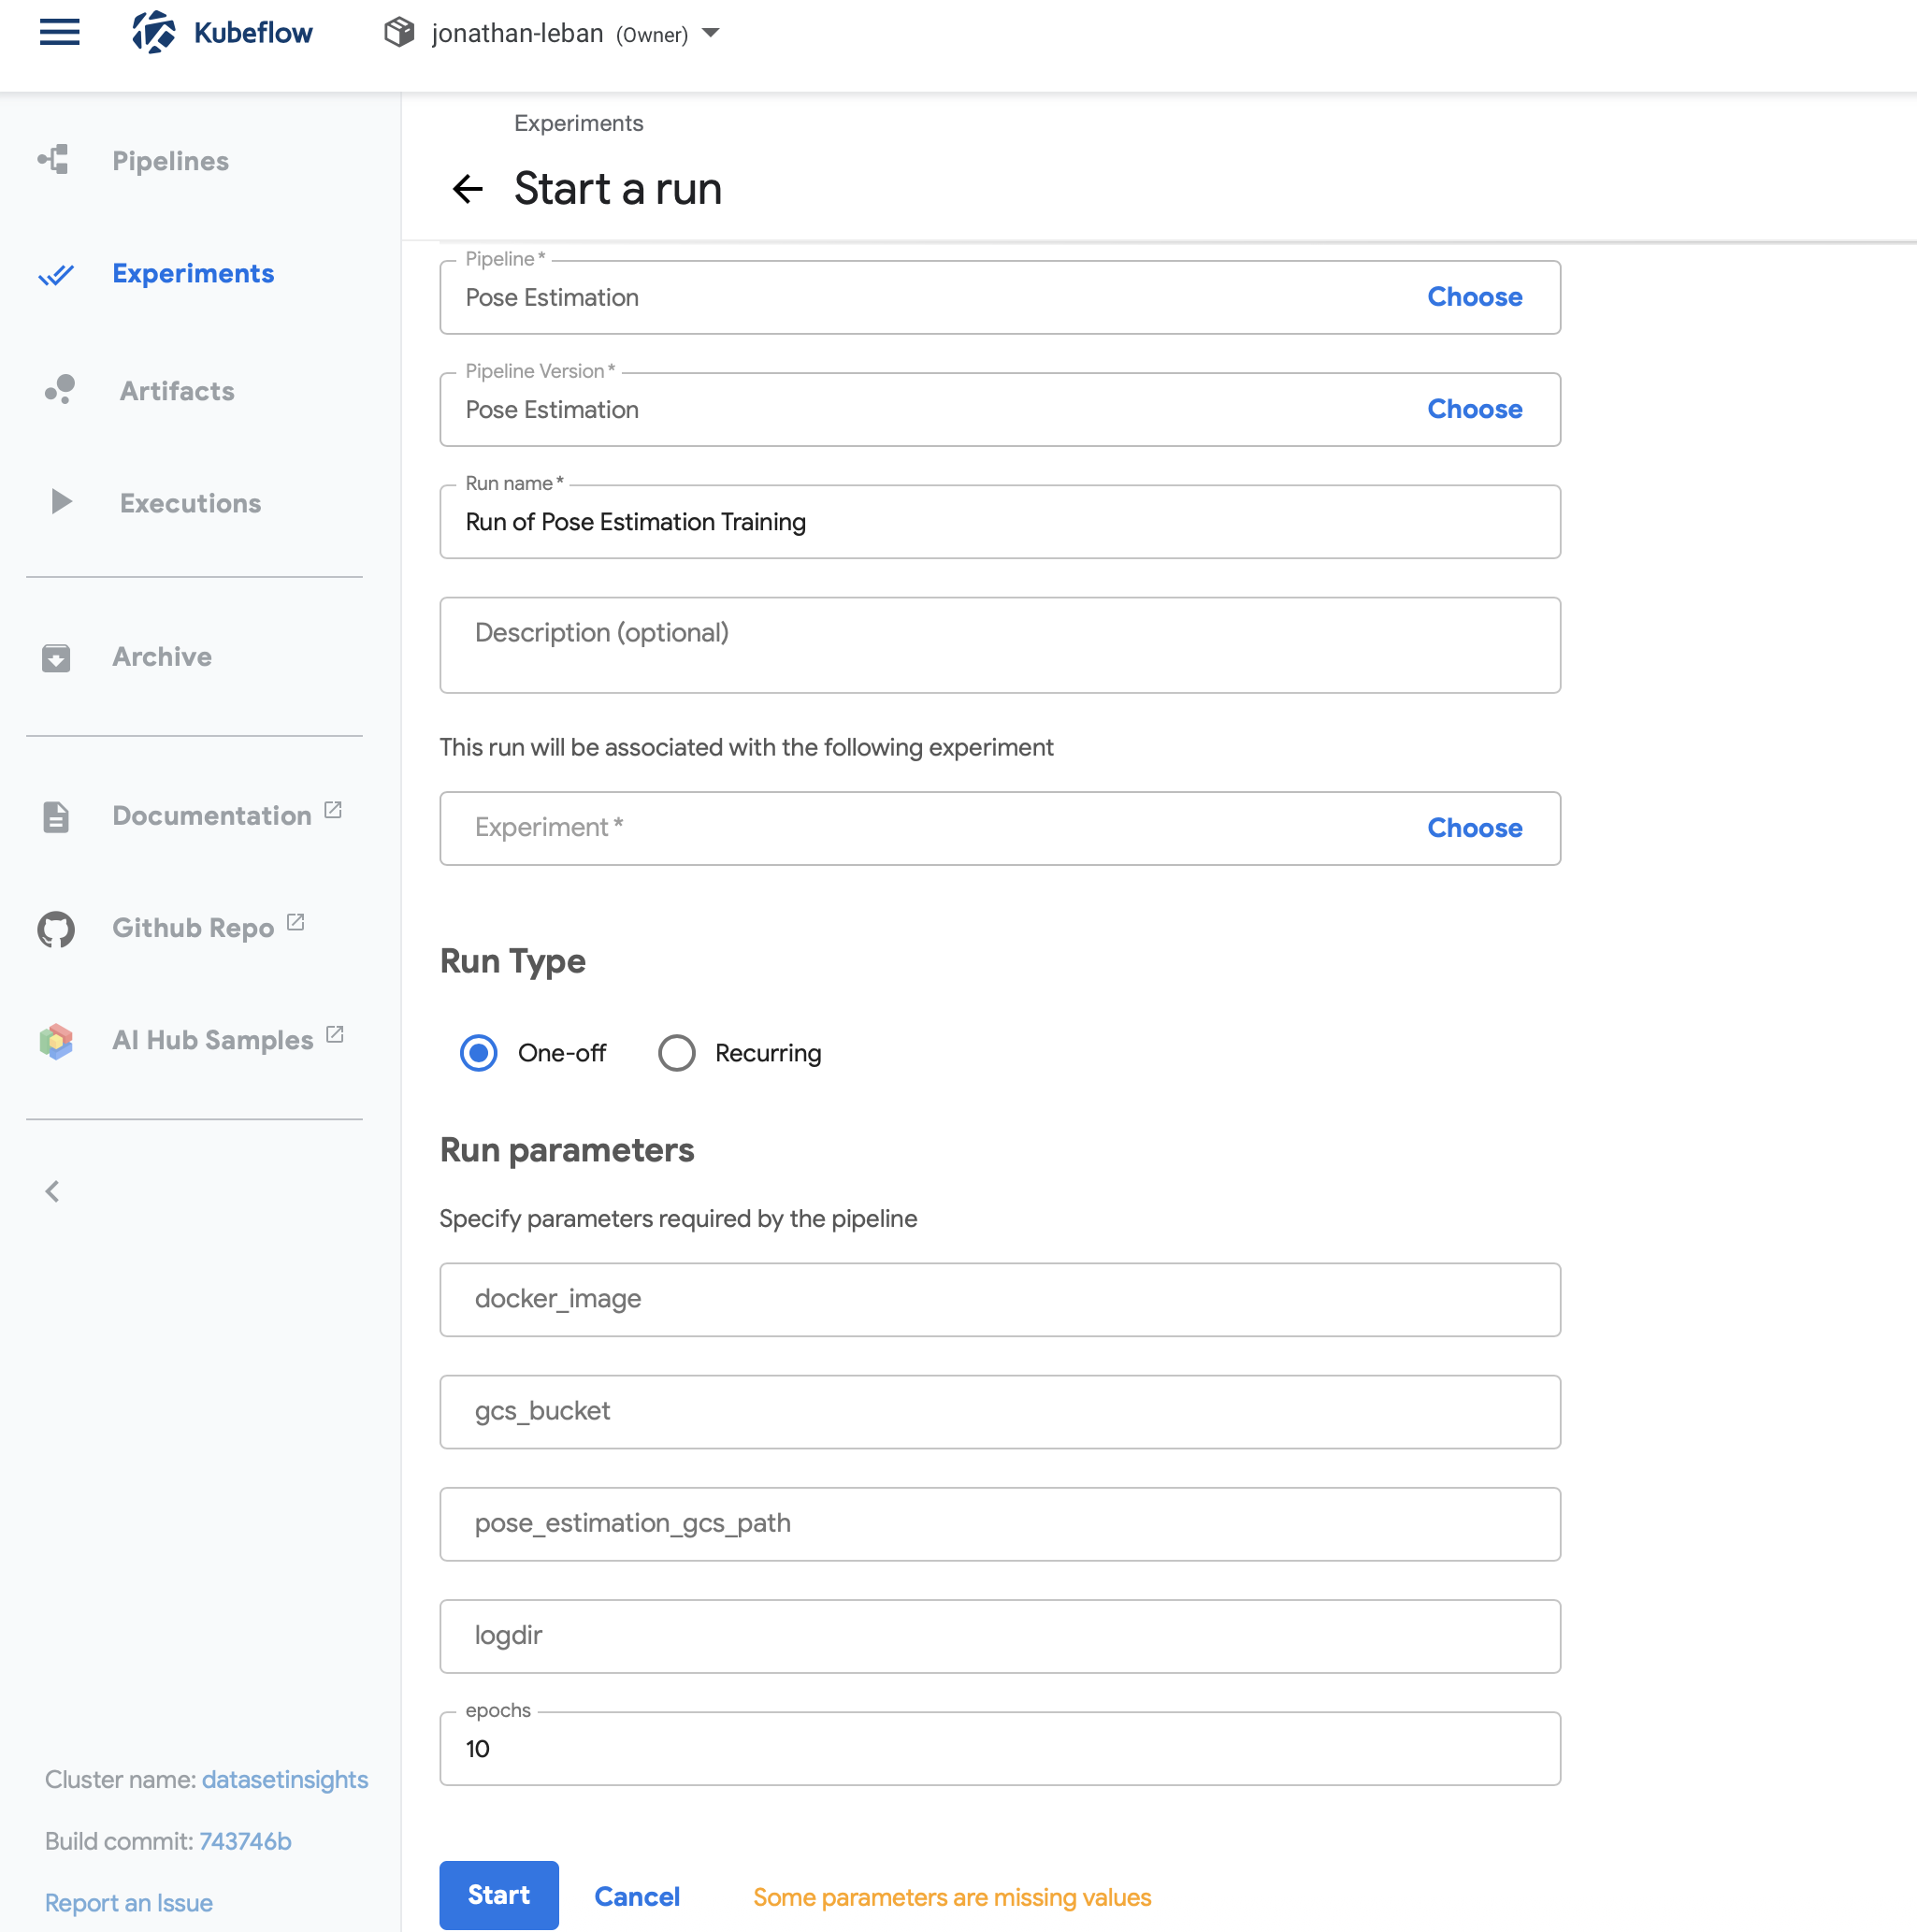 Kubeflow
jonathan-leban (Owner)
Pipelines
Experiments
Artifacts
Executions
Archive
Documentation
Github Repo
AI Hub Samples
Cluster name: datasetinsights
Build commit: 743746b
Report an Issue
Experiments
Start a run
Pipeline*
Pose Estimation
Choose
Pipeline Version*
Pose Estimation
Choose
Run name*
Run of Pose Estimation Training
Description (optional)
This run will be associated with the following experiment
Experiment*
Choose
Run Type
One-off
Recurring
Run parameters
Specify parameters required by the pipeline
docker_image
gcs_bucket
pose_estimation_gcs_path
logdir
epochs
10
Start
Cancel
Some parameters are missing values